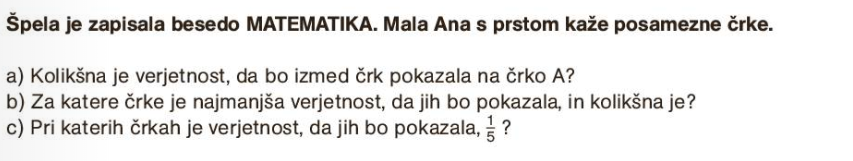 Špela je zapisala besedo MATEMATIKA. Mala Ana s prstom kaže posamezne črke.
a) Kolikšna je verjetnost, da bo izmed črk pokazala na črko A?
b) Za katere črke je najmanjša verjetnost, da jih bo pokazala, in kolikšna je?
c) Pri katerih črkah je verjetnost, da jih bo pokazala, 1/5 ?